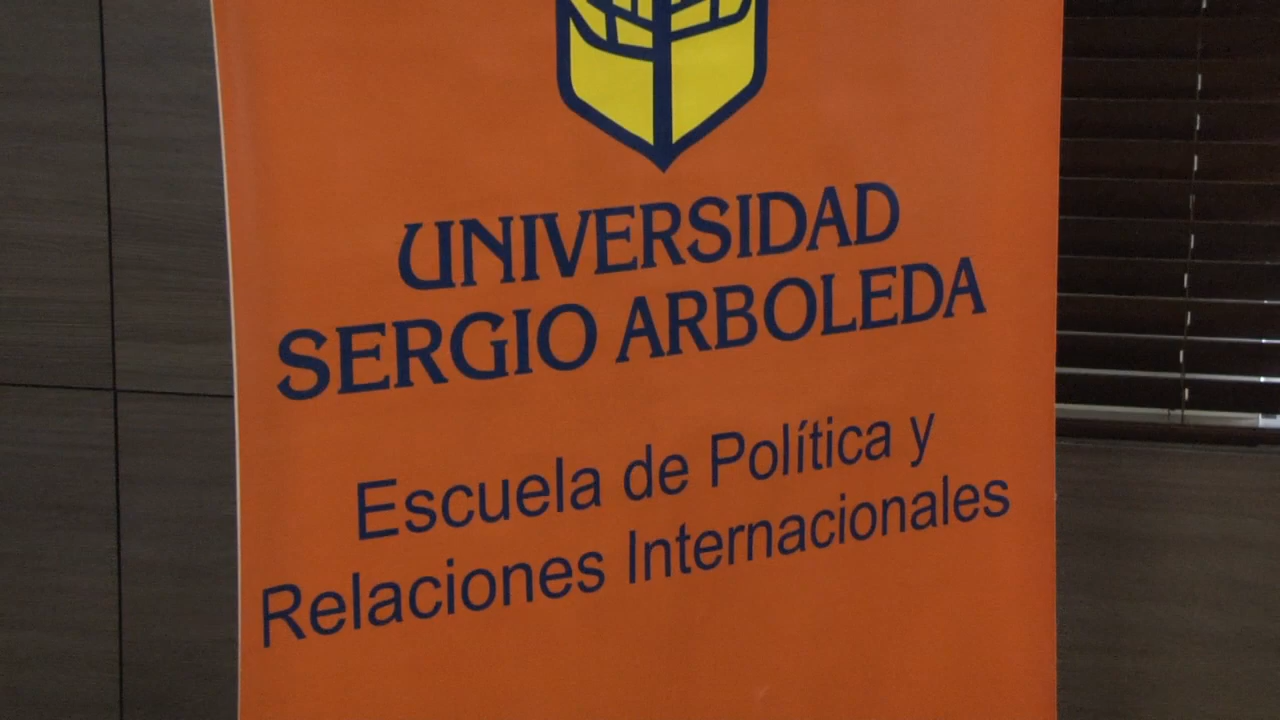 UNIVERSIDAD
SERGIO ARBOLEDA
Escuela de Política y
Relaciones Internacionales